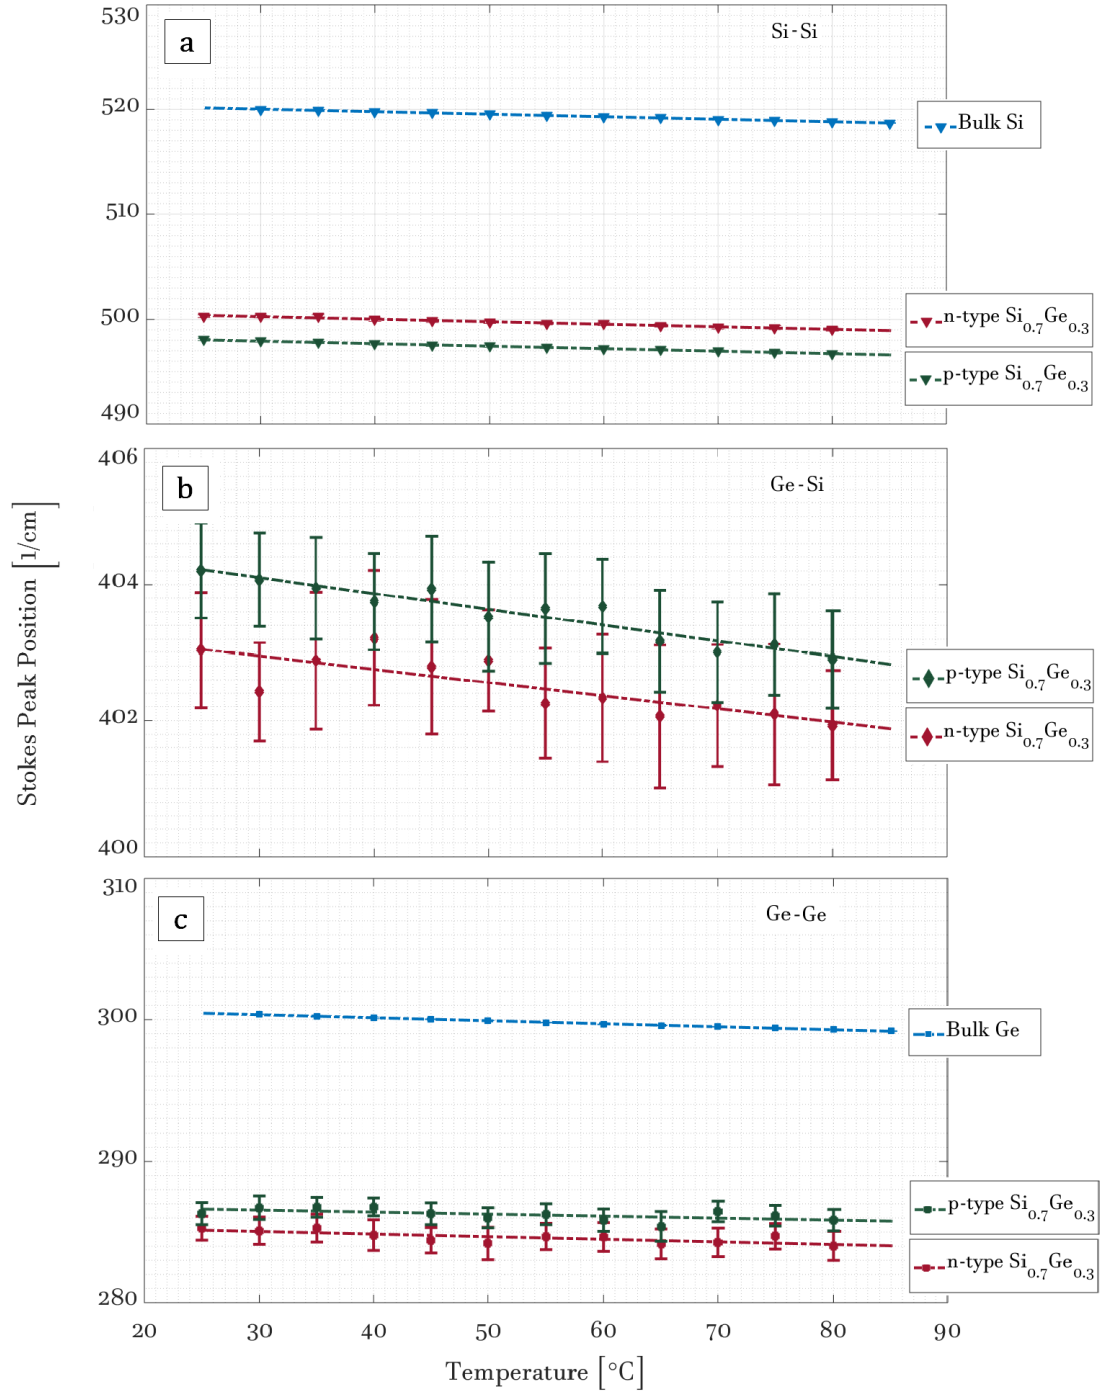 530
a
Si-Si
520
Bulk Si
510
500
n-type Si0.7Ge0.3
p-type Si0.7Ge0.3
490
Stokes Peak Position [1/cm]
406
b
Ge-Si
404
p-type Si0.7Ge0.3
402
n-type Si0.7Ge0.3
400
310
c
Ge-Ge
300
Bulk Ge
290
p-type Si0.7Ge0.3
n-type Si0.7Ge0.3
280
20 30 40 50 60 70 80 90
Temperature [°C]